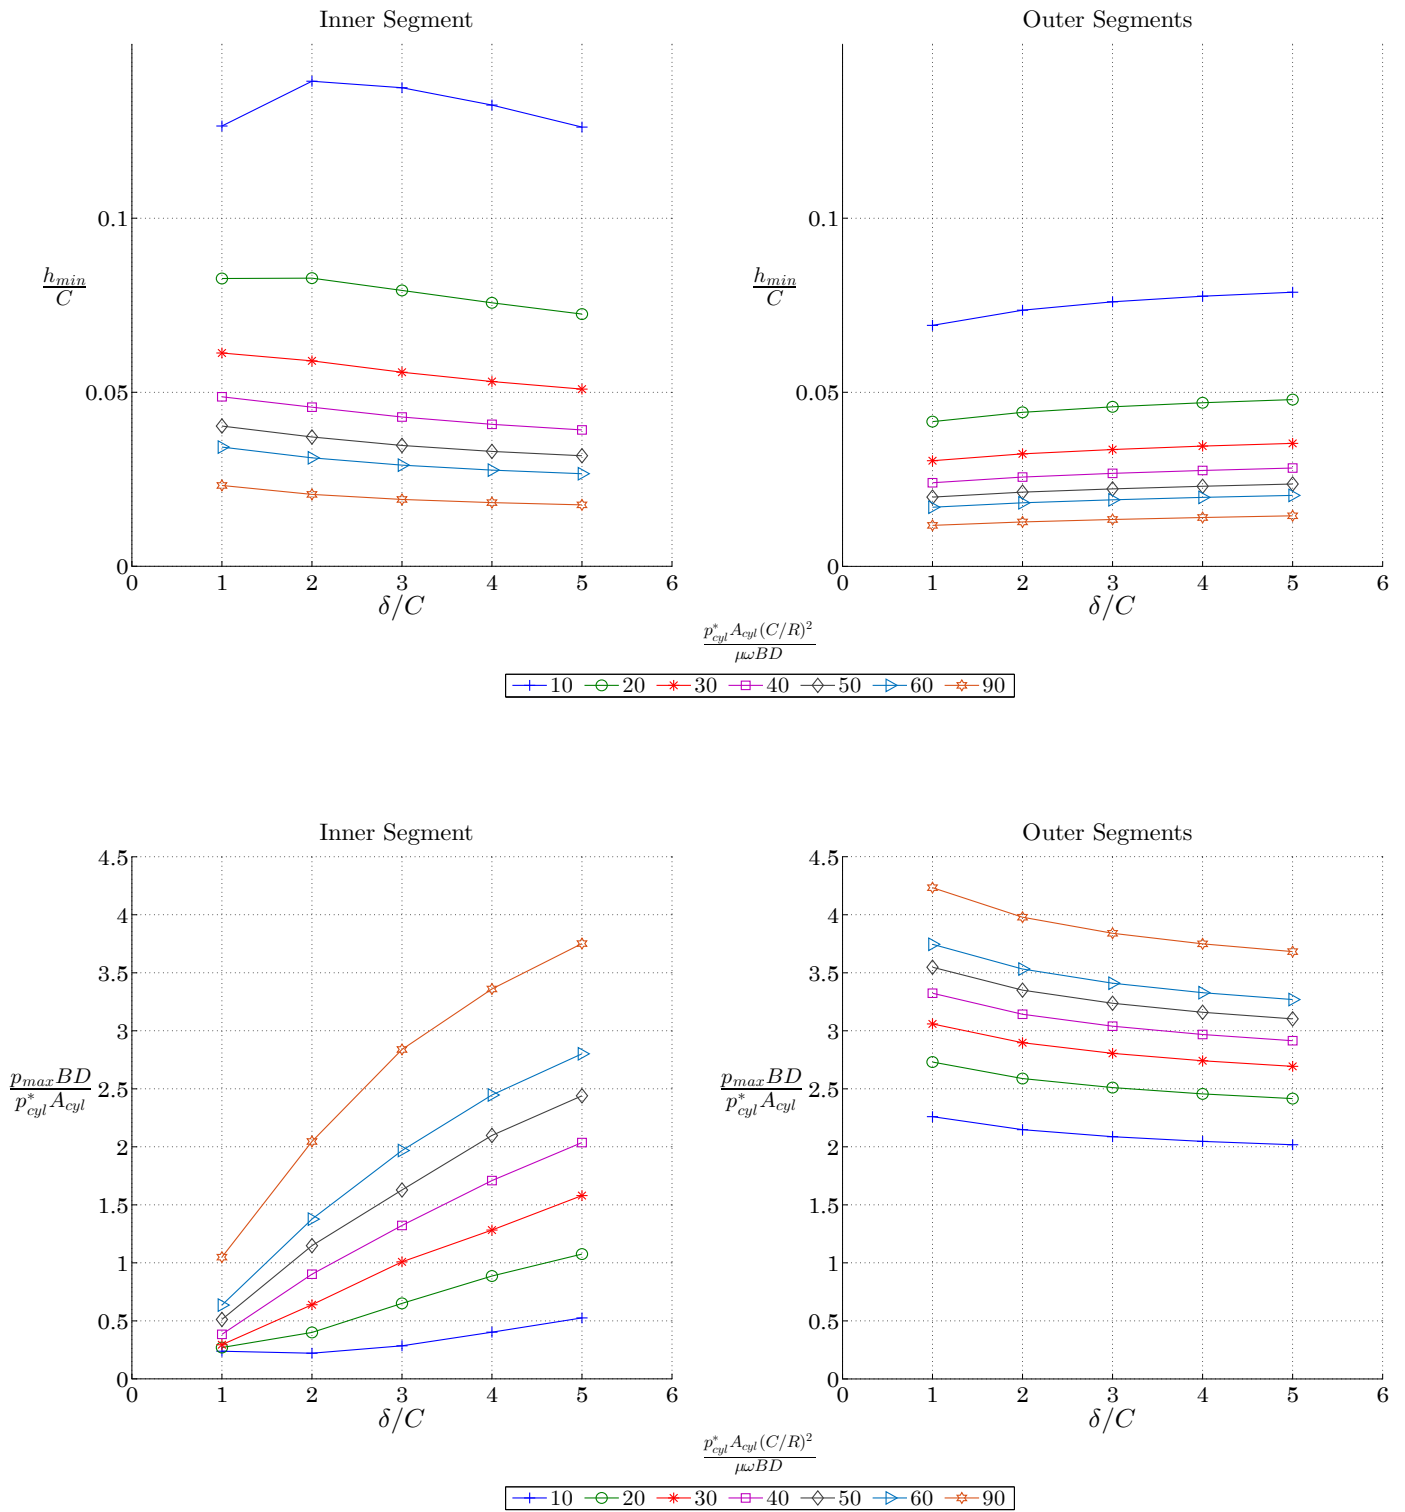 Inner Segment
0.1
0.05
0
h_min/C
0 1 2 3 4 5 6
δ/C
Outer Segments
0.1
0.05
0
h_min/C
0 1 2 3 4 5 6
δ/C
p*_cyl A_cyl (C/R)²/μωBD
10 20 30 40 50 60 90
Inner Segment
4.5
4
3.5
3
2.5
2
1.5
1
0.5
0
p_max BD/p*_cyl A_cyl
0 1 2 3 4 5 6
δ/C
Outer Segments
4.5
4
3.5
3
2.5
2
1.5
1
0.5
0
p_max BD/p*_cyl A_cyl
0 1 2 3 4 5 6
δ/C
p*_cyl A_cyl (C/R)²/μωBD
10 20 30 40 50 60 90